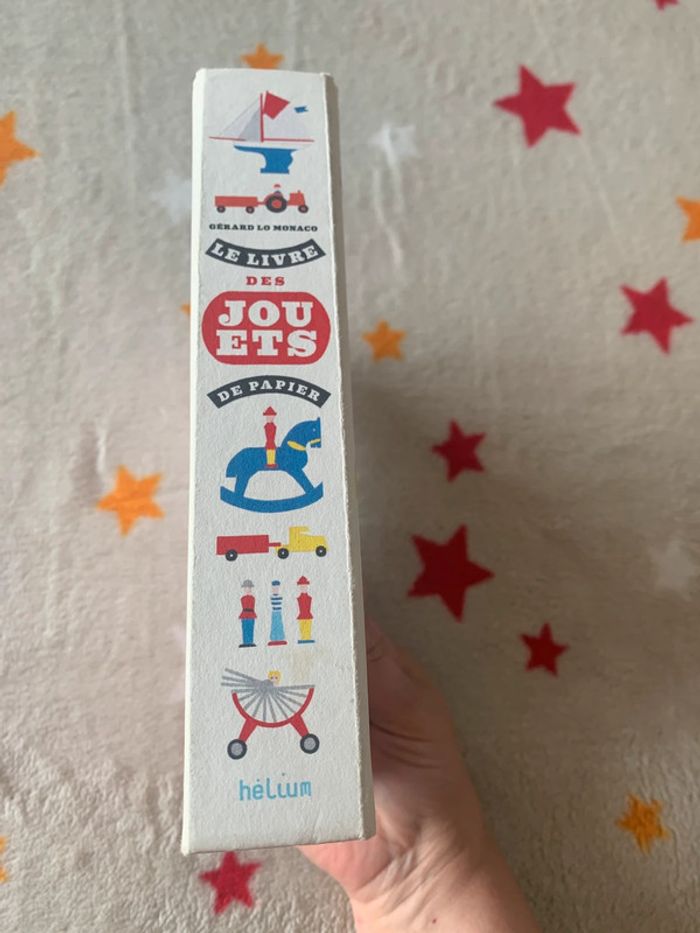 GÉRARD LO MONACO
LE LIVRE
DES
JOU
ETS
DE PAPIER
hélium